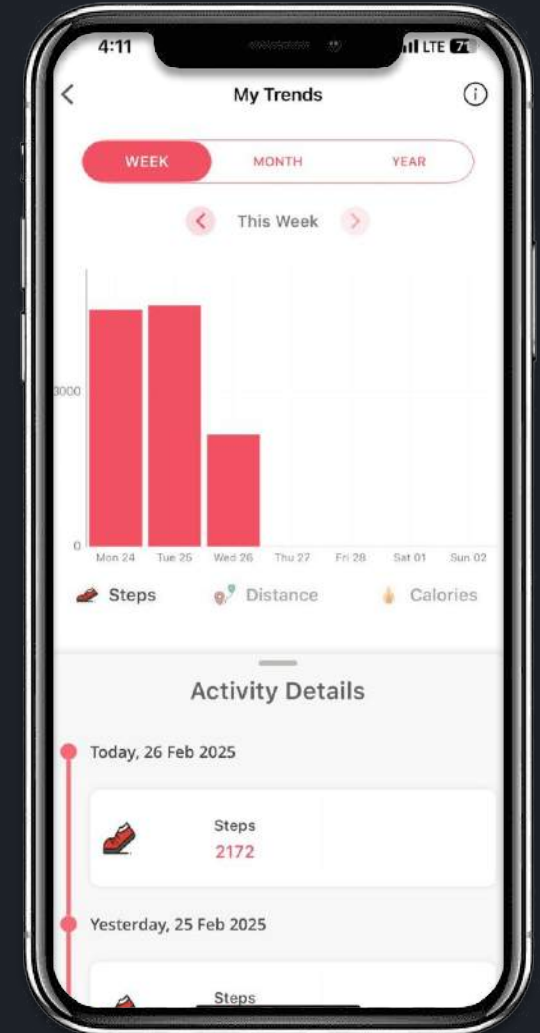 4:11 LTE 71
My Trends
WEEK MONTH YEAR
This Week
3000
0
Mon 24 Tue 25 Wed 26 Thu 27 Fri 28 Sat 01 Sun 02
Steps Distance Calories
Activity Details
Today, 26 Feb 2025
Steps
2172
Yesterday, 25 Feb 2025
Steps